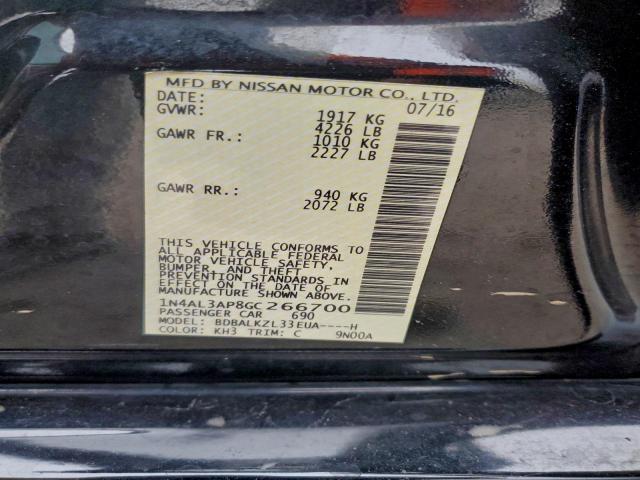 MFD BY NISSAN MOTOR CO., LTD.
DATE: 07/16
GVWR: 1917 KG
4226 LB
GAWR FR.: 1010 KG
2227 LB
GAWR RR.: 940 KG
2072 LB
THIS VEHICLE CONFORMS TO
ALL APPLICABLE FEDERAL
MOTOR VEHICLE SAFETY,
BUMPER, AND THEFT
PREVENTION STANDARDS IN
EFFECT ON THE DATE OF
MANUFACTURE SHOWN ABOVE.
1N4AL3AP8GC266700
PASSENGER CAR 690
MODEL: BDBALKZL33EUA----H
COLOR: KH3 TRIM: C 9N00A